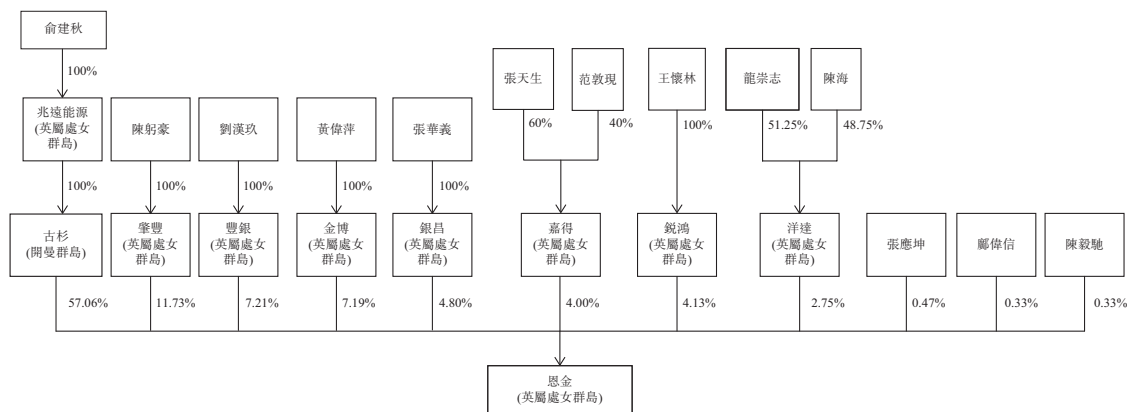 俞建秋
100%
張天生
范敦現
王懷林
龍崇志
陳海
兆遠能源
(英屬處女
群島)
陳躬豪
劉漢玖
黃偉萍
張華義
60%
40%
100%
51.25%
48.75%
100%
100%
100%
100%
100%
古杉
(開曼群島)
肇豐
(英屬處女
群島)
豐銀
(英屬處女
群島)
金博
(英屬處女
群島)
銀昌
(英屬處女
群島)
嘉得
(英屬處女
群島)
鋭鴻
(英屬處女
群島)
洋達
(英屬處女
群島)
張應坤
鄺偉信
陳毅馳
57.06%
11.73%
7.21%
7.19%
4.80%
4.00%
4.13%
2.75%
0.47%
0.33%
0.33%
恩金
(英屬處女群島)